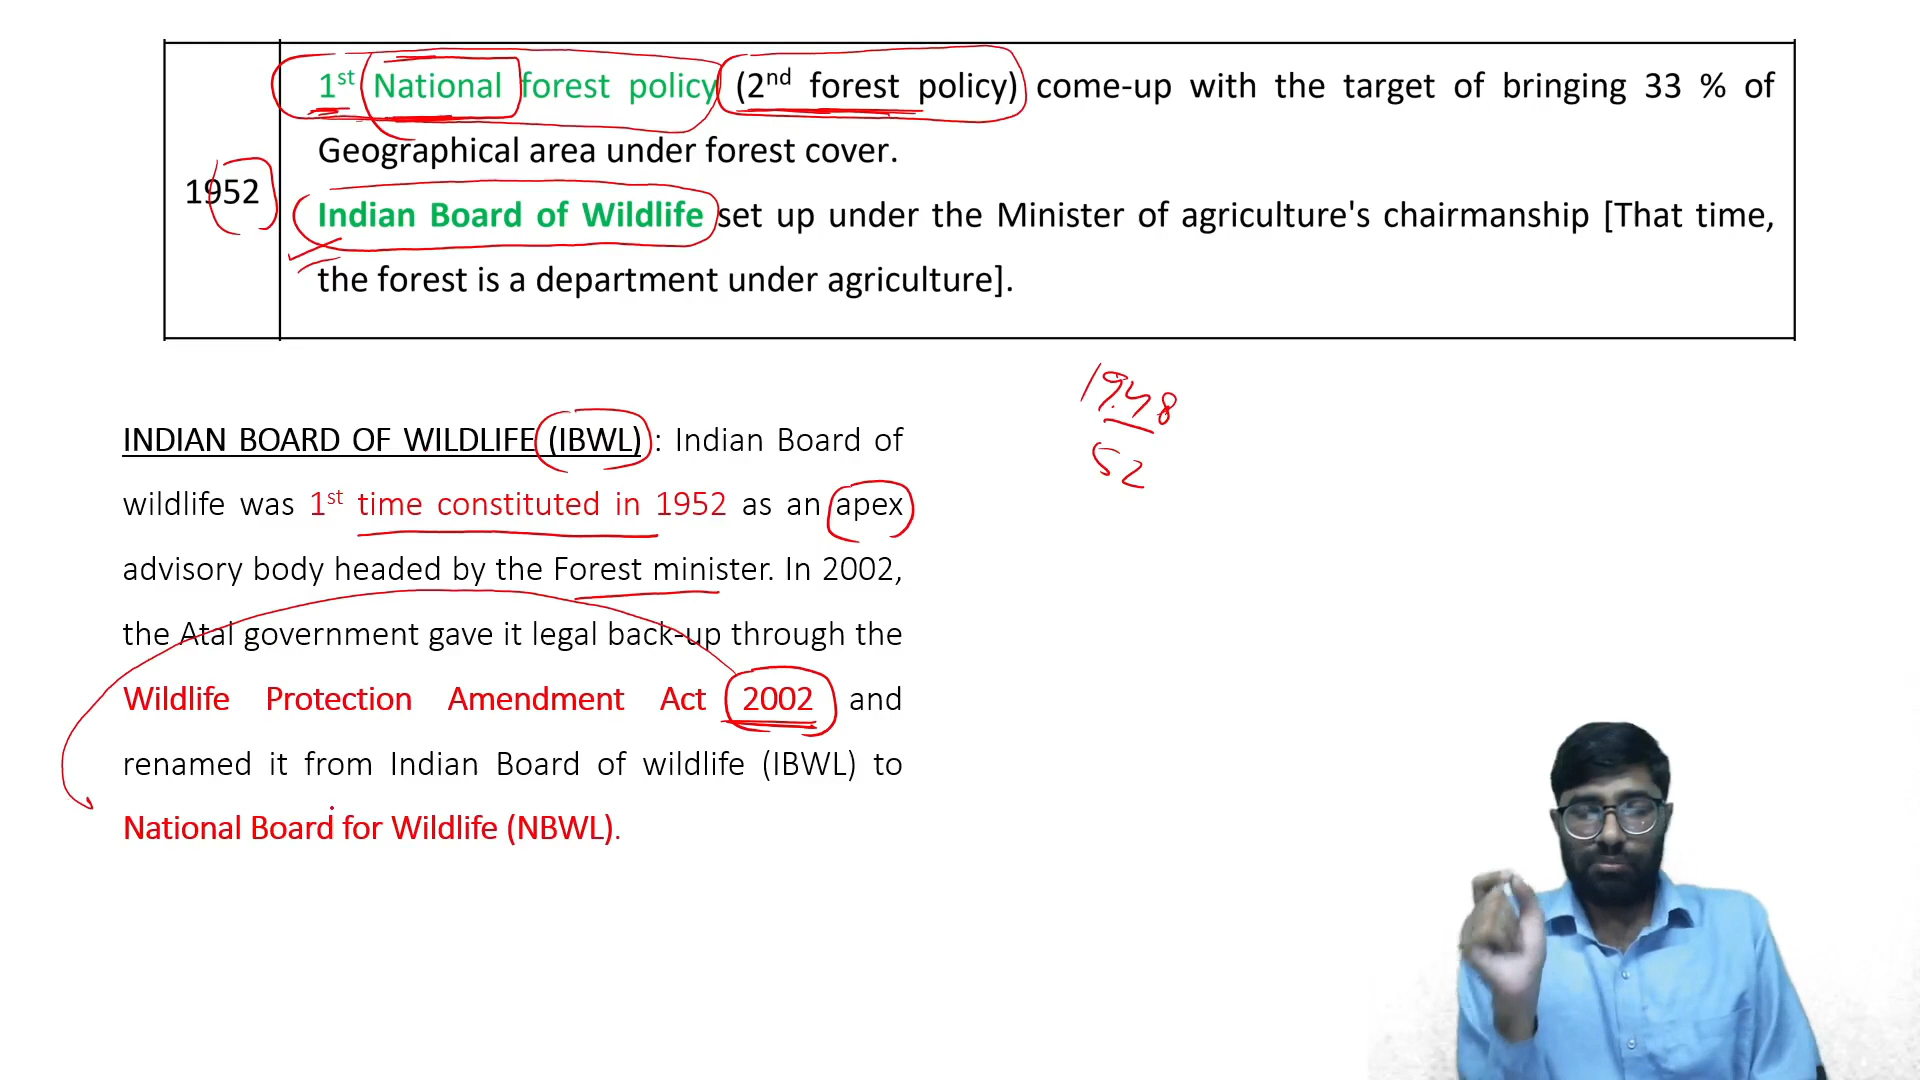 1st National forest policy (2nd forest policy) come-up with the target of bringing 33 % of
Geographical area under forest cover.
1952
Indian Board of Wildlife set up under the Minister of agriculture's chairmanship [That time,
the forest is a department under agriculture].
1948
52
INDIAN BOARD OF WILDLIFE (IBWL) : Indian Board of
wildlife was 1st time constituted in 1952 as an apex
advisory body headed by the Forest minister. In 2002,
the Atal government gave it legal back-up through the
Wildlife Protection Amendment Act 2002 and
renamed it from Indian Board of wildlife (IBWL) to
National Board for Wildlife (NBWL).